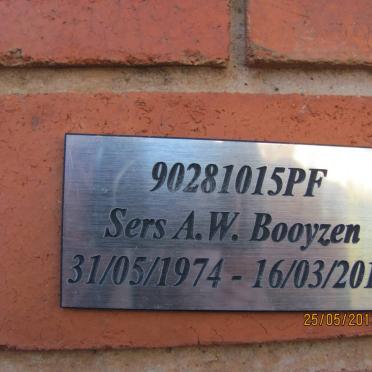 90281015PF
Sers A.W. Booyzen
31/05/1974 - 16/03/201
25/05/201